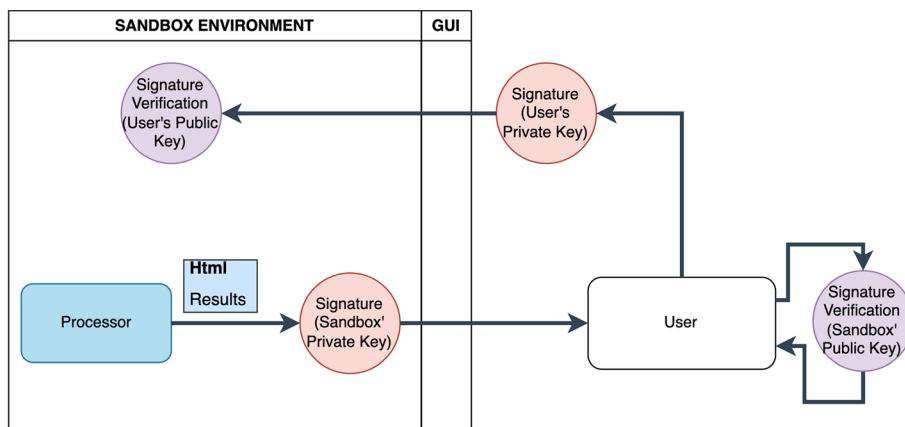 SANDBOX ENVIRONMENT
GUI
Signature
Verification
(User's Public
Key)
Signature
(User's
Private Key)
Html
Results
Processor
Signature
(Sandbox'
Private Key)
User
Signature
Verification
(Sandbox'
Public Key)